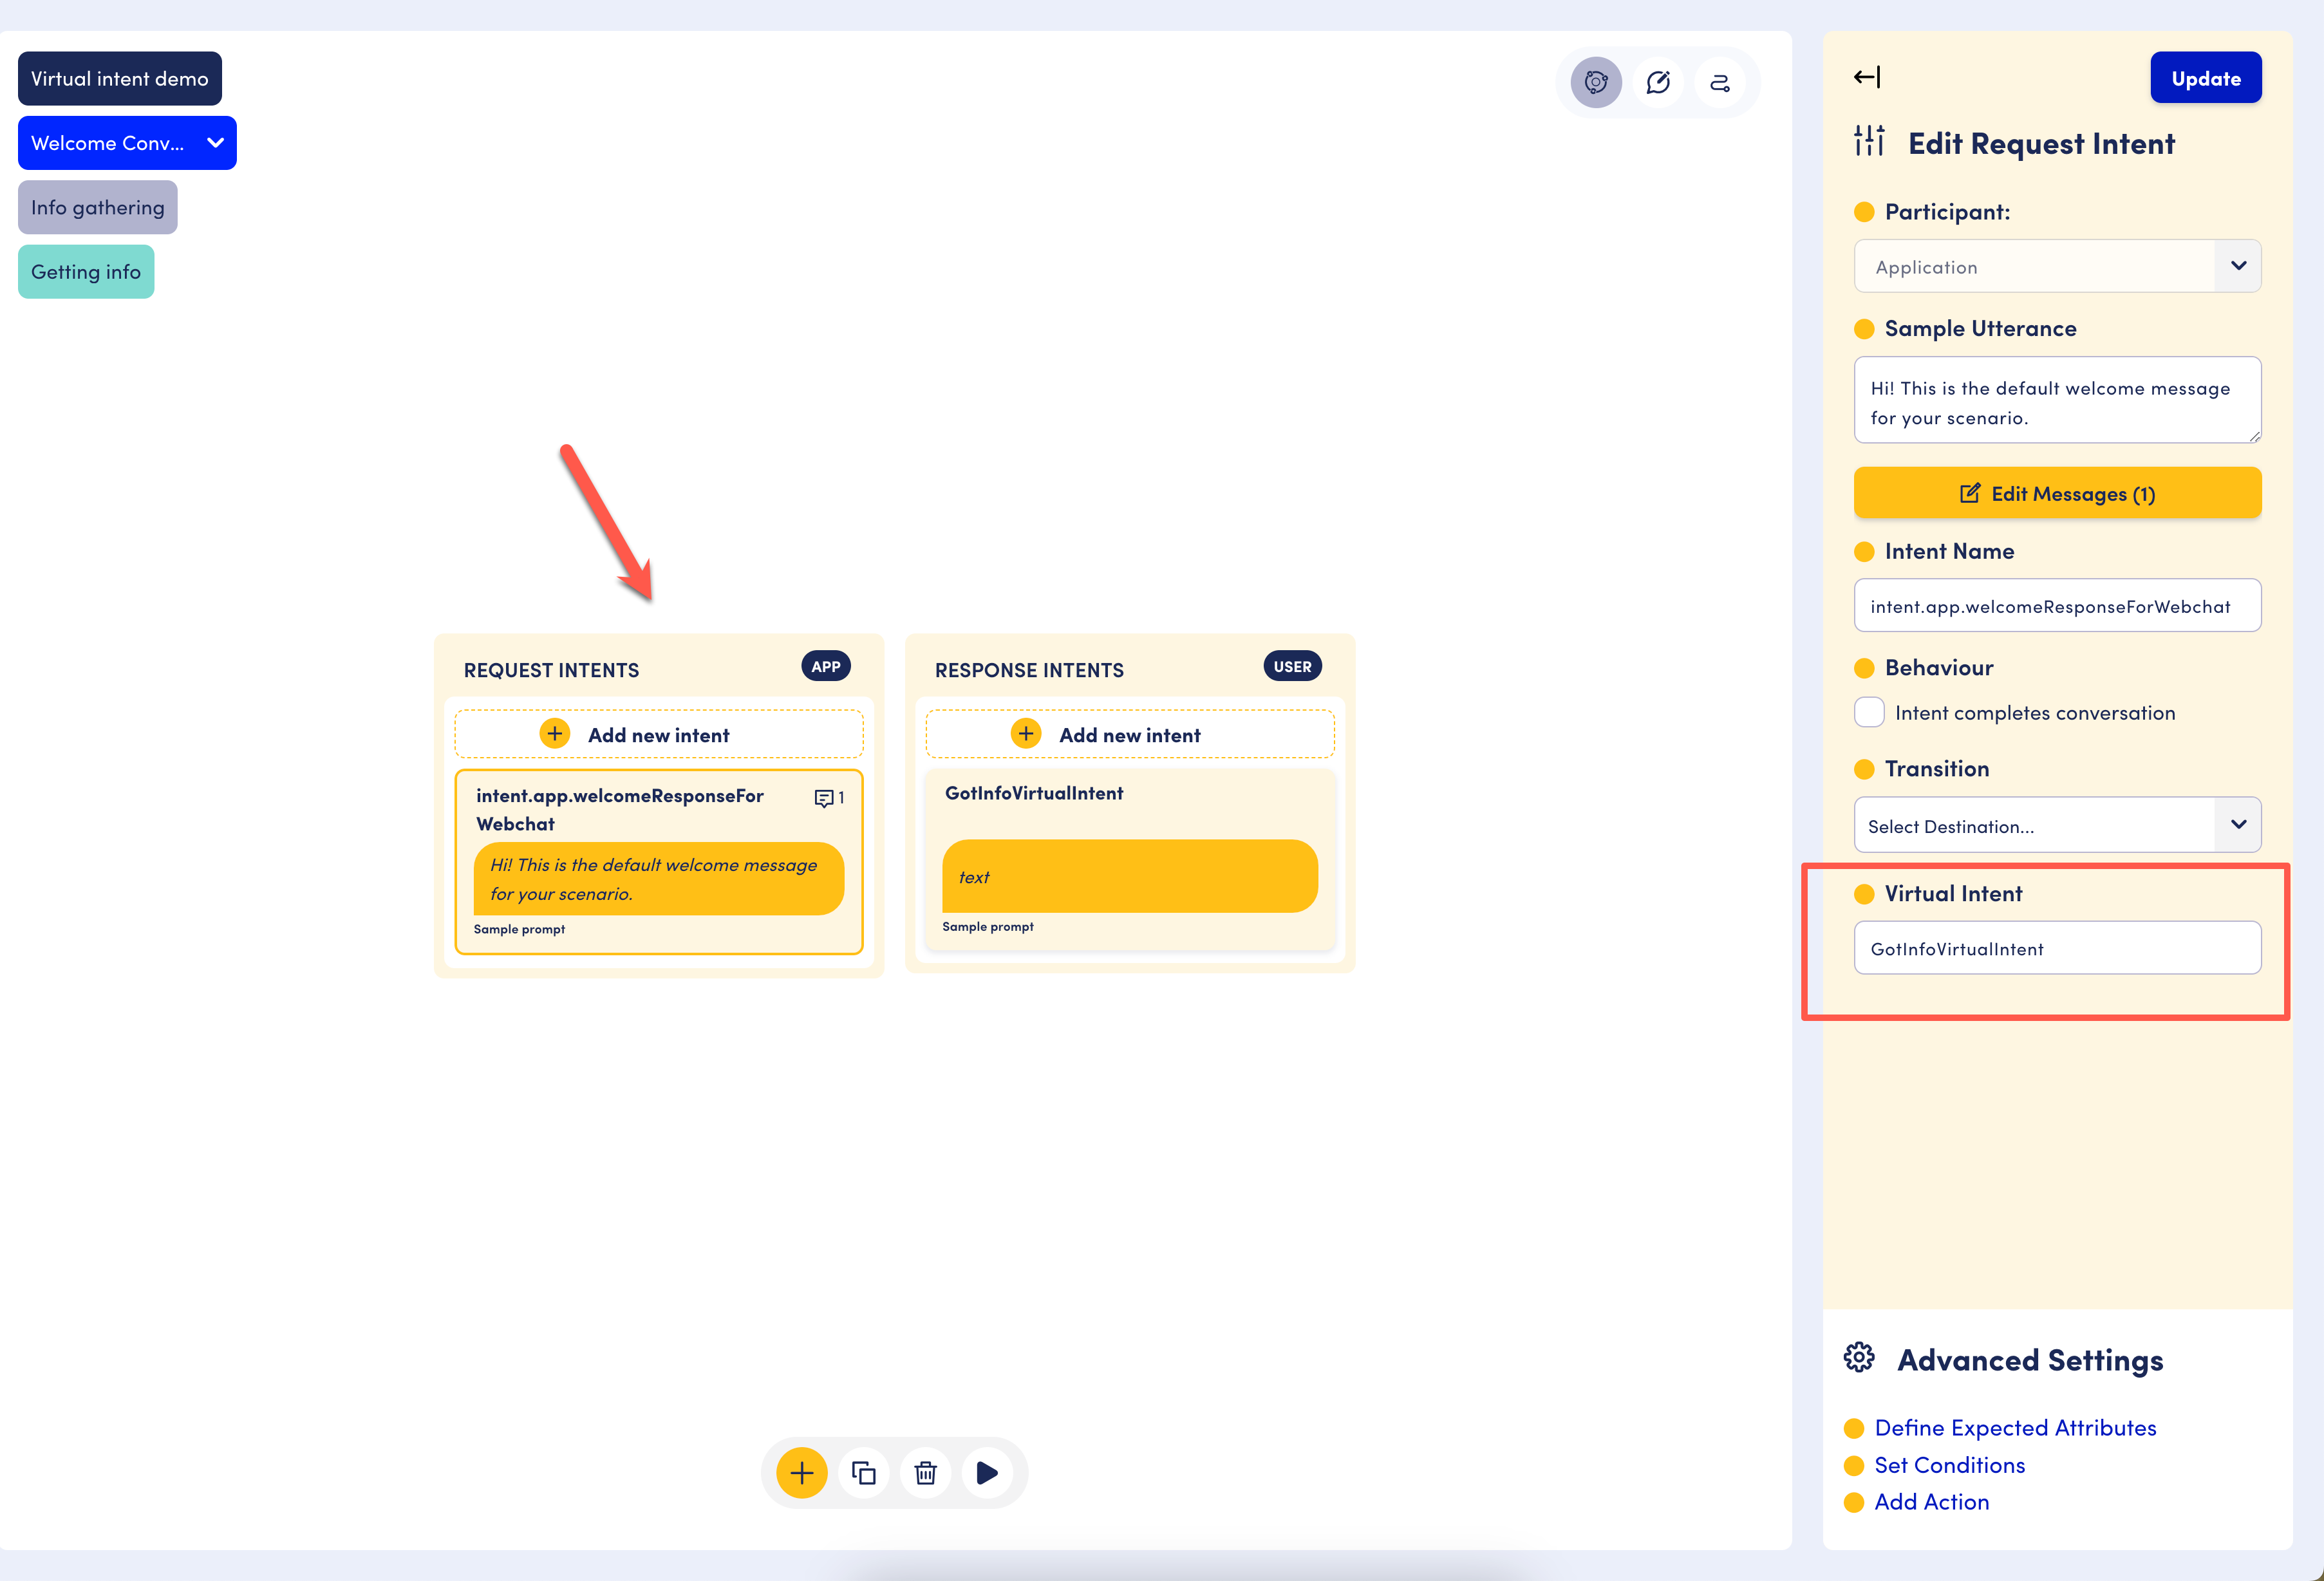 Virtual intent demo
Welcome Conv...
Info gathering
Getting info
REQUEST INTENTS
APP
Add new intent
intent.app.welcomeResponseFor
Webchat
1
Hi! This is the default welcome message
for your scenario.
Sample prompt
RESPONSE INTENTS
USER
Add new intent
GotInfoVirtualIntent
text
Sample prompt
Update
Edit Request Intent
Participant:
Application
Sample Utterance
Hi! This is the default welcome message
for your scenario.
Edit Messages (1)
Intent Name
intent.app.welcomeResponseForWebchat
Behaviour
Intent completes conversation
Transition
Select Destination...
Virtual Intent
GotInfoVirtualIntent
Advanced Settings
Define Expected Attributes
Set Conditions
Add Action